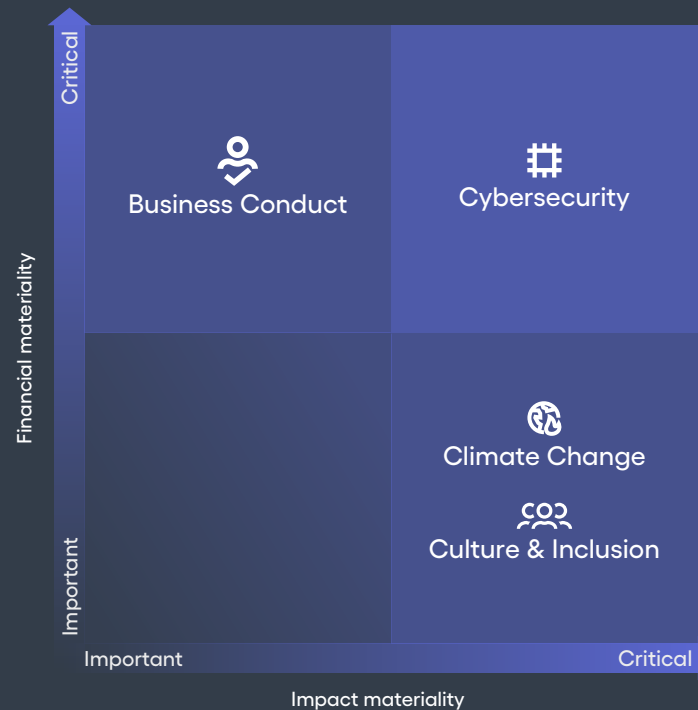 Critical
Business Conduct
Cybersecurity
Financial materiality
Climate Change
Culture & Inclusion
Important
Important
Critical
Impact materiality